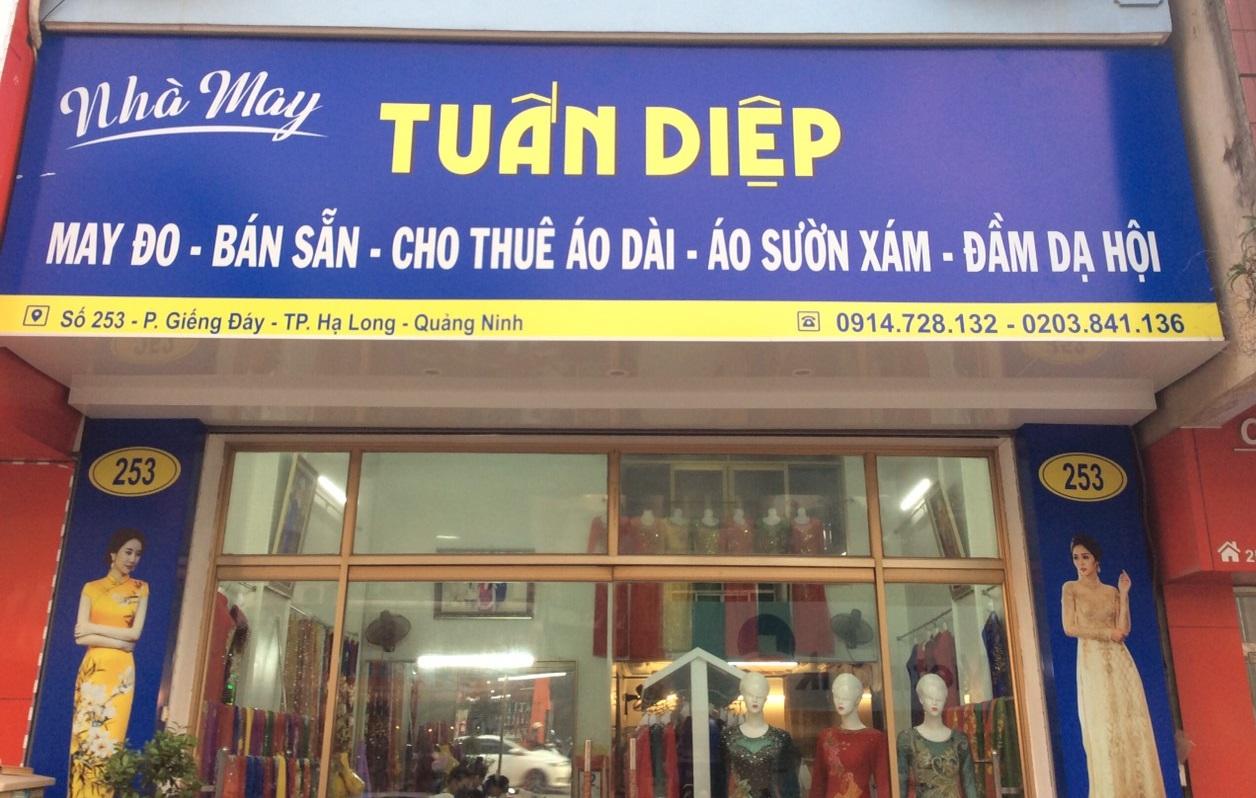 Nhà May
TUẤN DIỆP
MAY ĐO - BÁN SẴN - CHO THUÊ ÁO DÀI - ÁO SƯỜN XÁM - ĐẦM DẠ HỘI
Số 253 - P. Giếng Đáy - TP. Hạ Long - Quảng Ninh
0914.728.132 - 0203.841.136
253
253